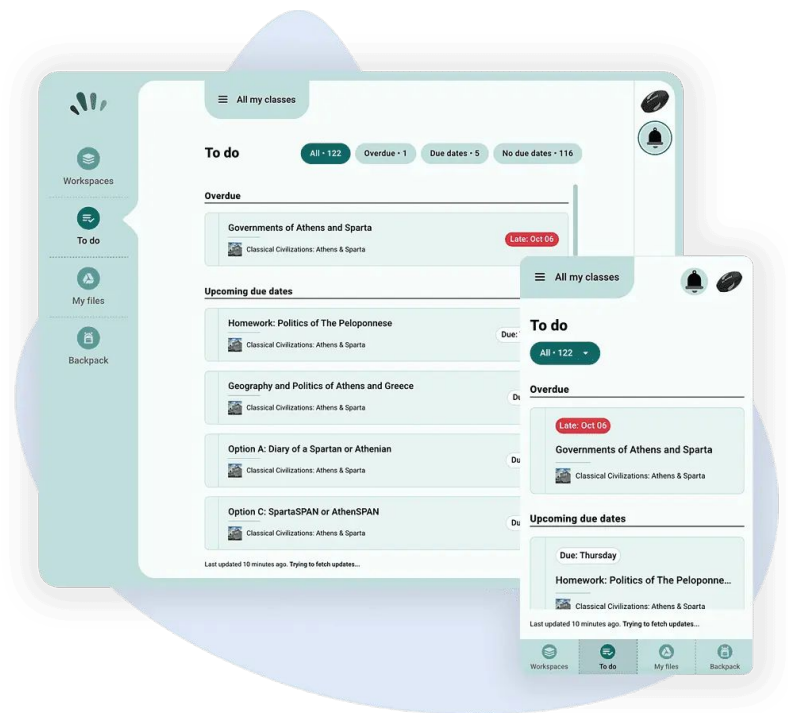 All my classes
To do
All • 122
Overdue • 1
Due dates • 5
No due dates • 116
Workspaces
To do
My files
Backpack
Overdue
Governments of Athens and Sparta
Classical Civilizations: Athens & Sparta
Late: Oct 06
Upcoming due dates
Homework: Politics of The Peloponnese
Classical Civilizations: Athens & Sparta
Due:
Geography and Politics of Athens and Greece
Classical Civilizations: Athens & Sparta
Option A: Diary of a Spartan or Athenian
Classical Civilizations: Athens & Sparta
Option C: SpartaSPAN or AthenSPAN
Classical Civilizations: Athens & Sparta
Last updated 10 minutes ago. Trying to fetch updates...
All my classes
To do
All • 122
Overdue
Late: Oct 06
Governments of Athens and Sparta
Classical Civilizations: Athens & Sparta
Upcoming due dates
Due: Thursday
Homework: Politics of The Peloponne...
Classical Civilizations: Athens & Sparta
Last updated 10 minutes ago. Trying to fetch updates...
Workspaces
To do
My files
Backpack